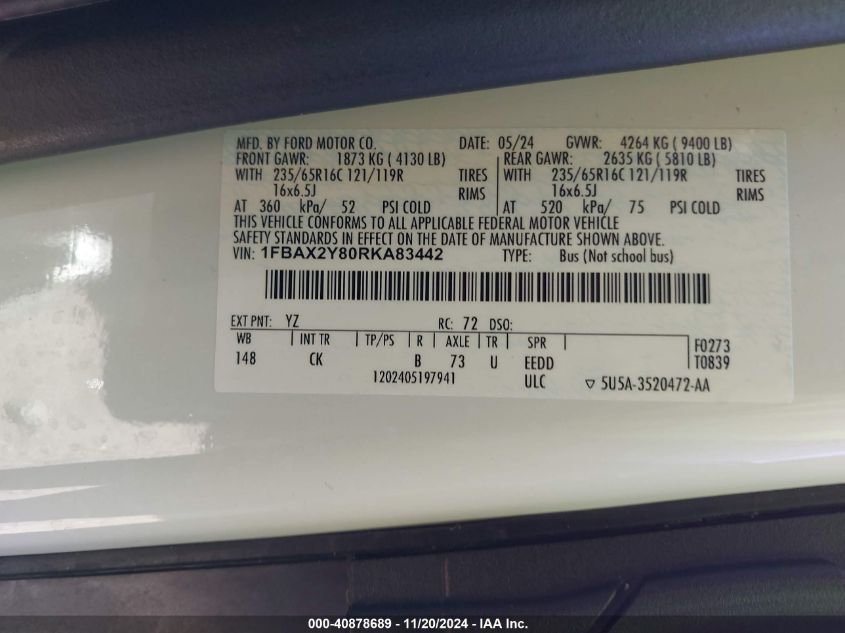 MFD. BY FORD MOTOR CO. DATE: 05/24 GVWR: 4264 KG ( 9400 LB)
FRONT GAWR: 1873 KG ( 4130 LB) REAR GAWR: 2635 KG ( 5810 LB)
WITH 235/65R16C 121/119R TIRES WITH 235/65R16C 121/119R TIRES
16x6.5J RIMS 16x6.5J RIMS
AT 360 kPa/ 52 PSI COLD AT 520 kPa/ 75 PSI COLD
THIS VEHICLE CONFORMS TO ALL APPLICABLE FEDERAL MOTOR VEHICLE
SAFETY STANDARDS IN EFFECT ON THE DATE OF MANUFACTURE SHOWN ABOVE.
VIN: 1FBAX2Y80RKA83442 TYPE: Bus (Not school bus)
EXT PNT: YZ RC: 72 DSO:
WB INT TR TP/PS R AXLE TR SPR F0273
148 CK B 73 U EEDD T0839
1202405197941 ULC ▽ 5U5A-3520472-AA
000-40878689 - 11/20/2024 - IAA Inc.